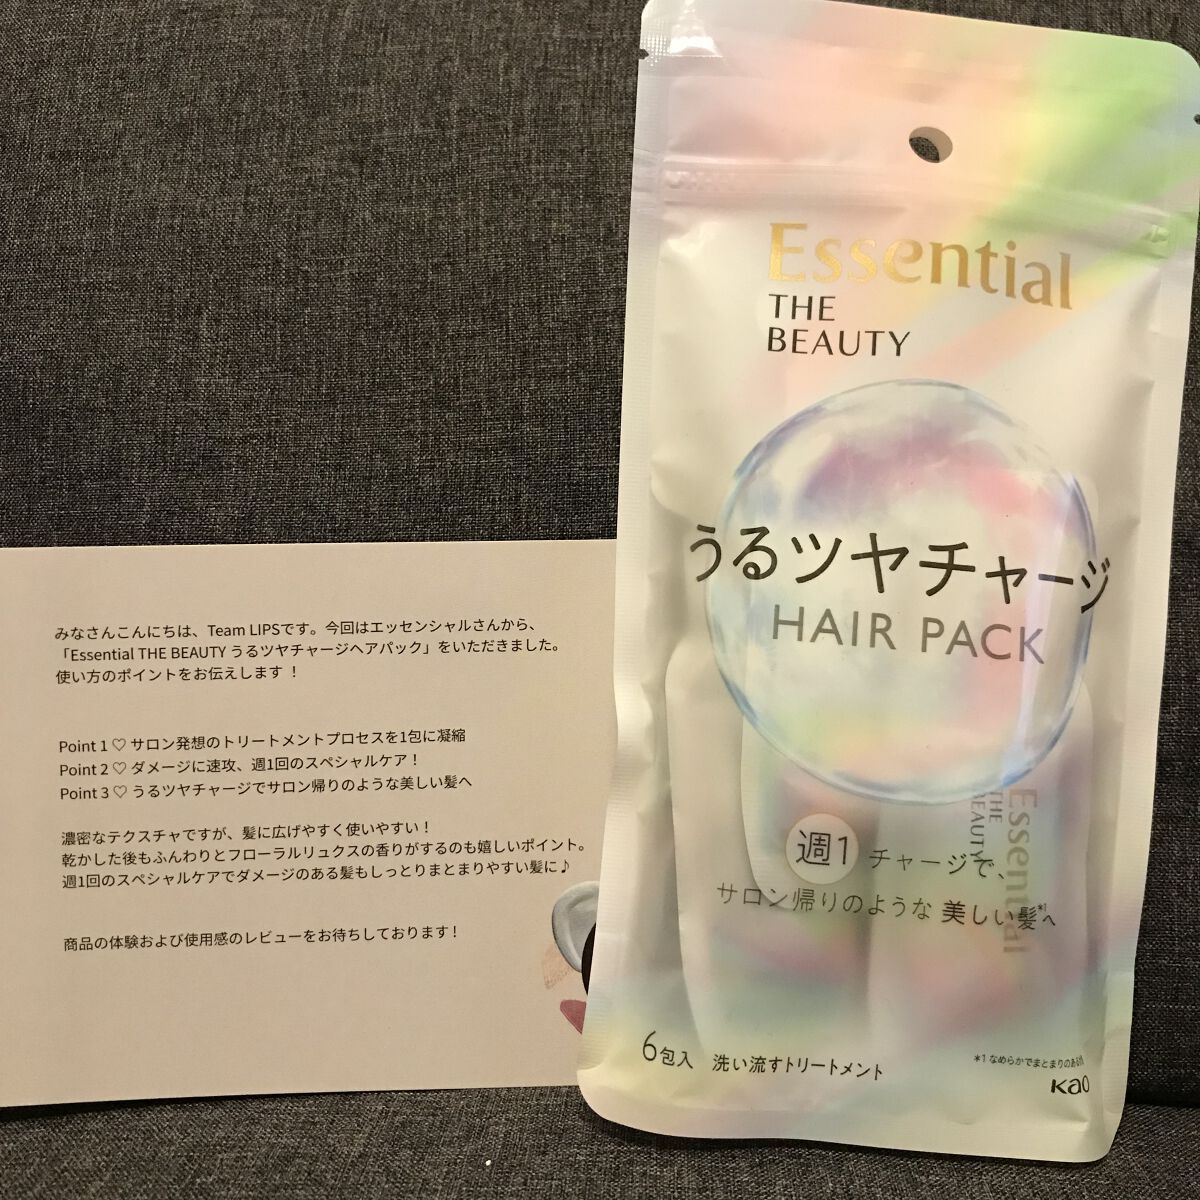 みなさんこんにちは、Team LIPSです。今回はエッセンシャルさんから、
「Essential THE BEAUTY うるツヤチャージヘアパック」をいただきました。
使い方のポイントをお伝えします！
Point 1 ♡ サロン発想のトリートメントプロセスを1包に凝縮
Point 2 ♡ ダメージに速攻、週1回のスペシャルケア！
Point 3 ♡ うるツヤチャージでサロン帰りのような美しい髪へ
濃密なテクスチャですが、髪に広げやすく使いやすい！
乾かした後もふんわりとフローラルリュクスの香りがするのも嬉しいポイント。
週1回のスペシャルケアでダメージのある髪もしっとりまとまりやすい髪に♪
商品の体験および使用感のレビューをお待ちしております！
Essential
THE
BEAUTY
うるツヤチャージ
HAIR PACK
週1 チャージで、
サロン帰りのような 美しい髪*1へ
Essential
THE
BEAUTY
6包入 洗い流すトリートメント
*1 なめらかでまとまりのある髪
Kao